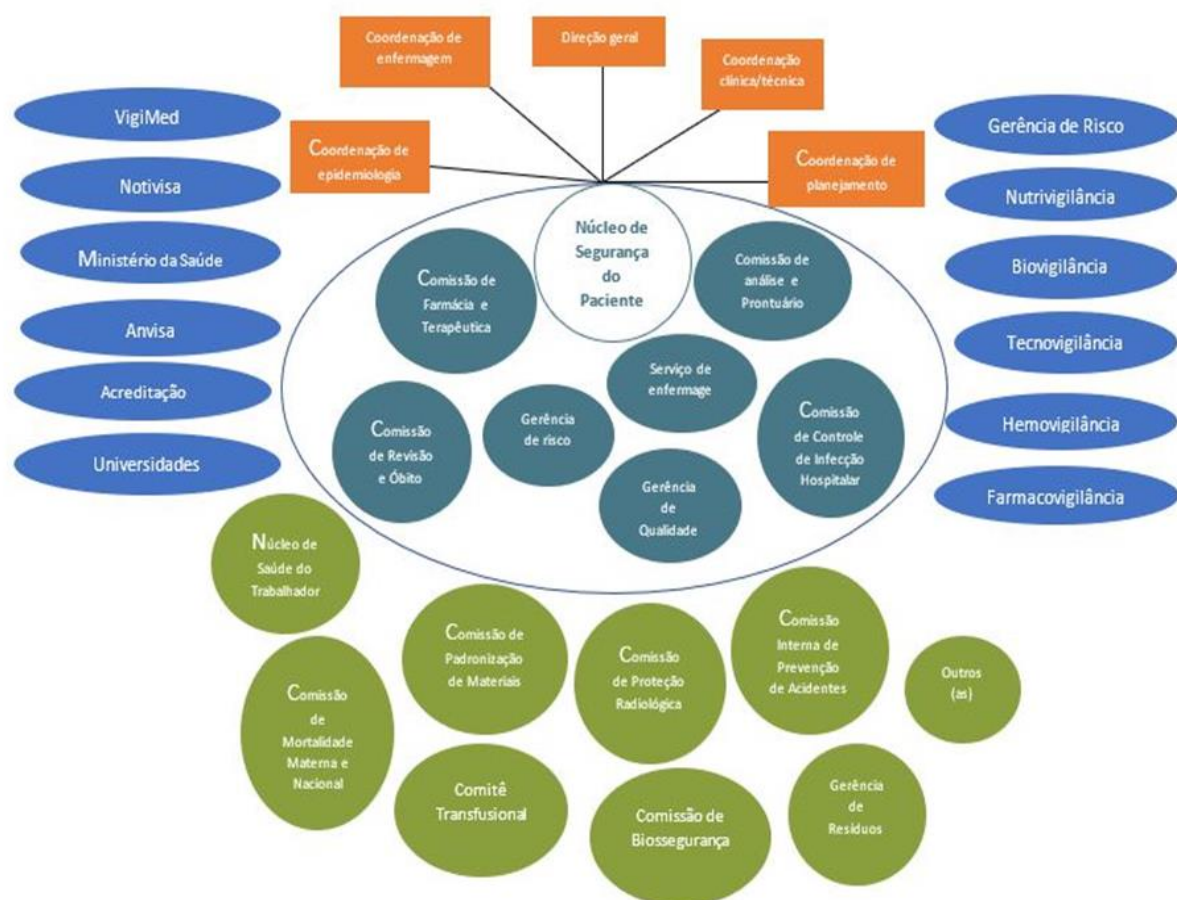 Coordenação de
enfermagem
Direção geral
Coordenação
clínica/técnica
Coordenação de
epidemiologia
Coordenação de
planejamento
VigiMed
Notivisa
Ministério da Saúde
Anvisa
Acreditação
Universidades
Núcleo de
Segurança
do
Paciente
Comissão de
Farmácia e
Terapêutica
Comissão de
análise e
Prontuário
Serviço de
enfermage
Gerência
de risco
Comissão
de Revisão
e Óbito
Comissão
de Controle
de Infecção
Hospitalar
Gerência
de
Qualidade
Gerência de Risco
Nutrivigilância
Biovigilância
Tecnovigilância
Hemovigilância
Farmacovigilância
Núcleo de
Saúde do
Trabalhador
Comissão de
Padronização
de Materiais
Comissão
de Proteção
Radiológica
Comissão
Interna de
Prevenção
de Acidentes
Outros
(as)
Comissão
de
Mortalidade
Materna e
Nacional
Comitê
Transfusional
Comissão de
Biossegurança
Gerência
de
Resíduos